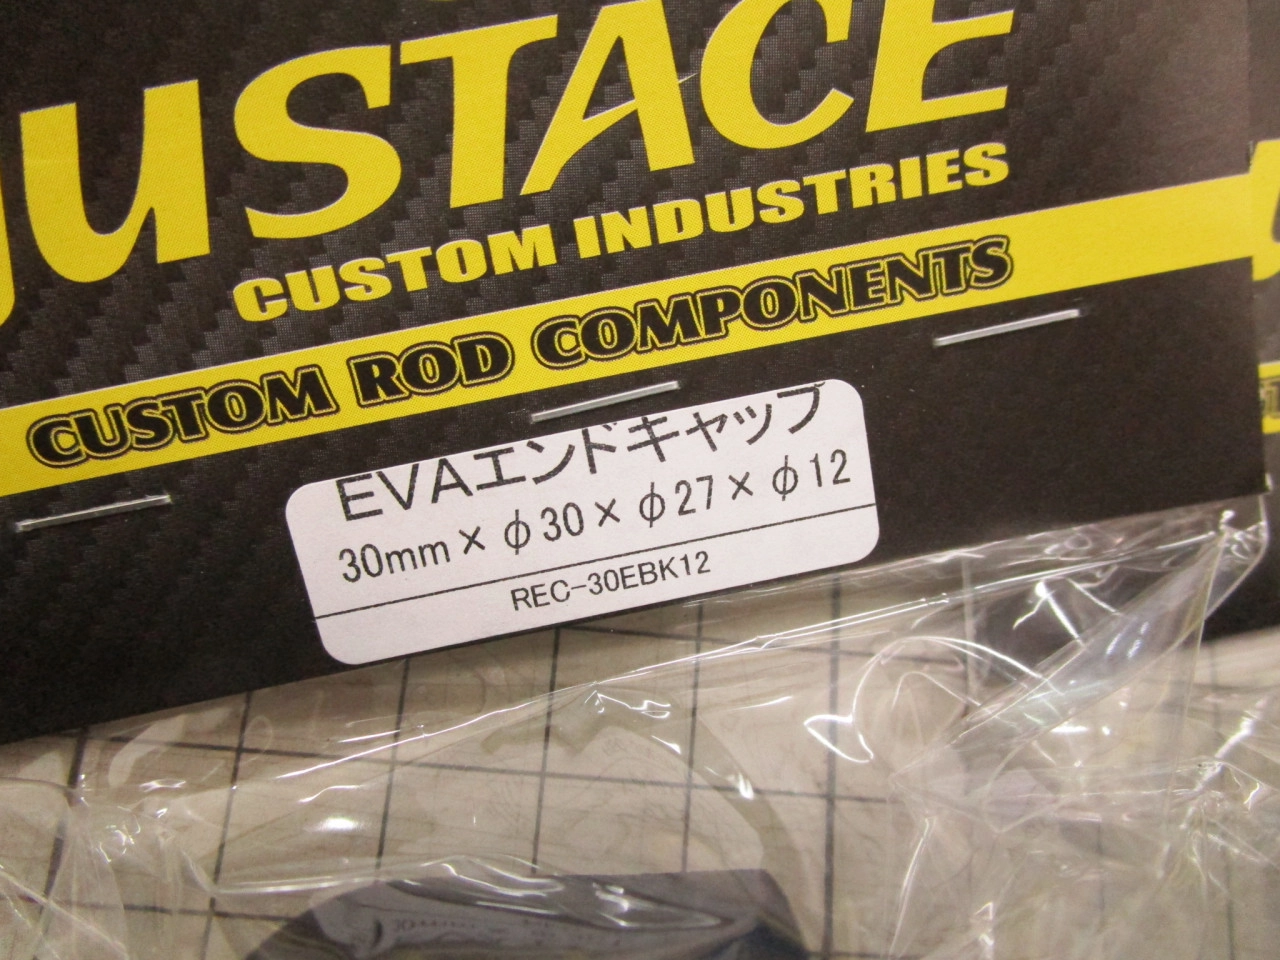 JUSTACE
CUSTOM INDUSTRIES
CUSTOM ROD COMPONENTS
EVAエンドキャップ
30mm×φ30×φ27×φ12
REC-30EBK12